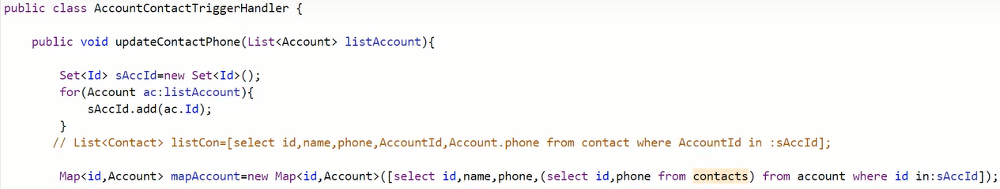 public class AccountContactTriggerHandler {
public void updateContactPhone(List<Account> listAccount){
Set<Id> sAccId=new Set<Id>();
for(Account ac:listAccount){
sAccId.add(ac.Id);
}
// List<Contact> listCon=[select id,name,phone,AccountId,Account.phone from contact where AccountId in :sAccId];
Map<id,Account> mapAccount=new Map<id,Account>([select id,name,phone,(select id,phone from contacts) from account where id in:sAccId]);